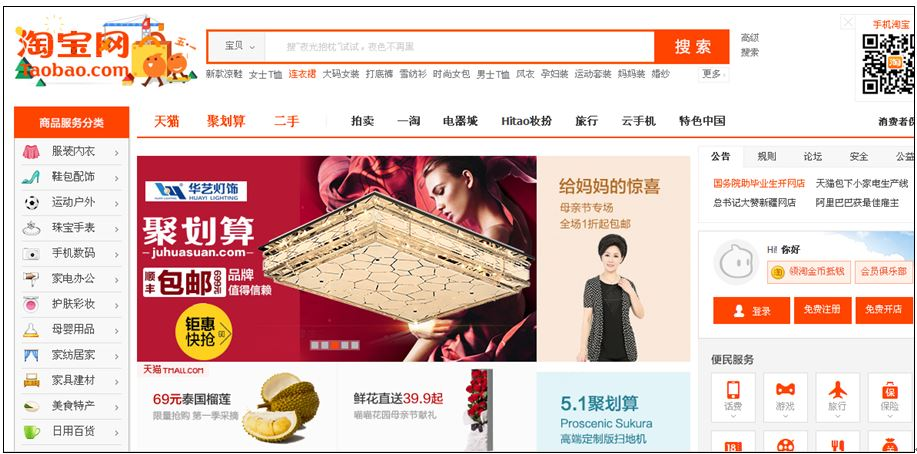 淘宝网
Taobao.com
五一
宝贝
搜"夜光抱枕"试试，夜色不再黑
搜 索
高级
搜索
手机淘宝
新款凉鞋 女士T恤 连衣裙 大码女装 打底裤 雪纺衫 时尚女包 男士T恤 风衣 孕妇装 运动套装 妈妈装 婚纱
更多
商品服务分类
天猫 聚划算 二手 拍卖 一淘 电器城 Hitao妆扮 旅行 云手机 特色中国
消费者保
服装内衣
鞋包配饰
运动户外
珠宝手表
手机数码
家电办公
护肤彩妆
母婴用品
家纺居家
家具建材
美食特产
日用百货
华艺灯饰
HUAYI LIGHTING
聚划算
juhuasuan.com
顺丰包邮 699元 品牌
值得信赖
钜惠
快抢
给妈妈的惊喜
母亲节专场
全场1折起包邮
公告 规则 论坛 安全 公益
国务院助毕业生开网店 天猫包下小家电生产线
总书记大赞新疆网店 阿里巴巴获最佳雇主
Hi! 你好
领淘金币抵钱 会员俱乐部
登录 免费注册 免费开店
便民服务
话费 游戏 旅行 保险
天猫 TMALL.COM
69元泰国榴莲
限量抢购 第一季采摘
鲜花直送39.9起
喵喵花园母亲节献礼
5.1聚划算
Proscenic Sukura
高端定制版扫地机